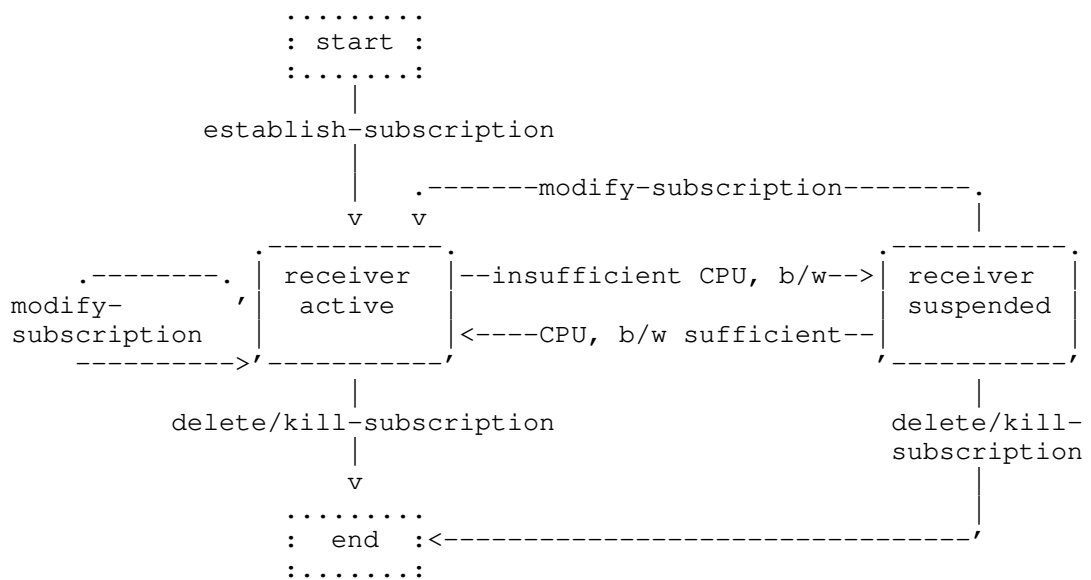 start
establish-subscription
modify-subscription
receiver --insufficient CPU, b/w--> receiver
modify- active suspended
subscription <----CPU, b/w sufficient--
delete/kill-subscription delete/kill-
subscription
end